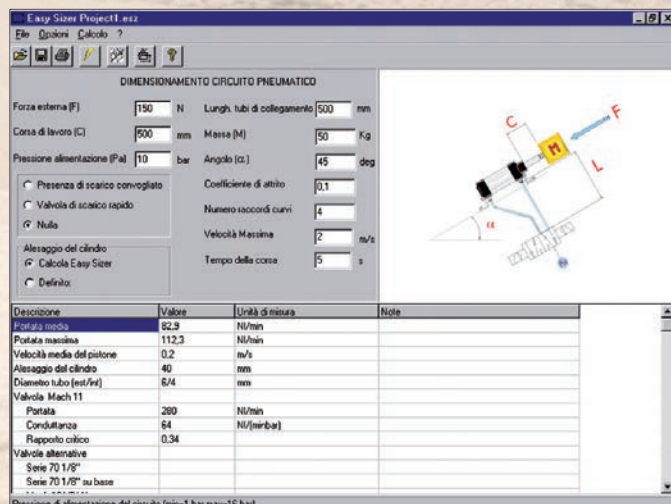 Easy Sizer Project1.esz
File Opzioni Calcolo ?
DIMENSIONAMENTO CIRCUITO PNEUMATICO
Forza esterna (F) 150 N Lungh. tubi di collegamento 500 mm
Corsa di lavoro (C) 500 mm Massa (M) 50 Kg
Pressione alimentazione (Pa) 10 bar Angolo (α) 45 deg
Presenza di scarico convogliato Coefficiente di attrito 0,1
Valvola di scarico rapido
Nulla Numero raccordi curvi 4
Velocità Massima 2 m/s
Alesaggio del cilindro
Calcola Easy Sizer Tempo della corsa 5 s
Definito:
C
F
M
L
α
Descrizione Valore Unità di misura Note
Portata media 82,9 Nl/min
Portata massima 112,3 Nl/min
Velocità media del pistone 0,2 m/s
Alesaggio del cilindro 40 mm
Diametro tubo (est/int) 6/4 mm
Valvola Mach 11
Portata 280 Nl/min
Conduttanza 64 Nl/(minbar)
Rapporto critico 0,34
Valvole alternative
Serie 70 1/8"
Serie 70 1/8" su base